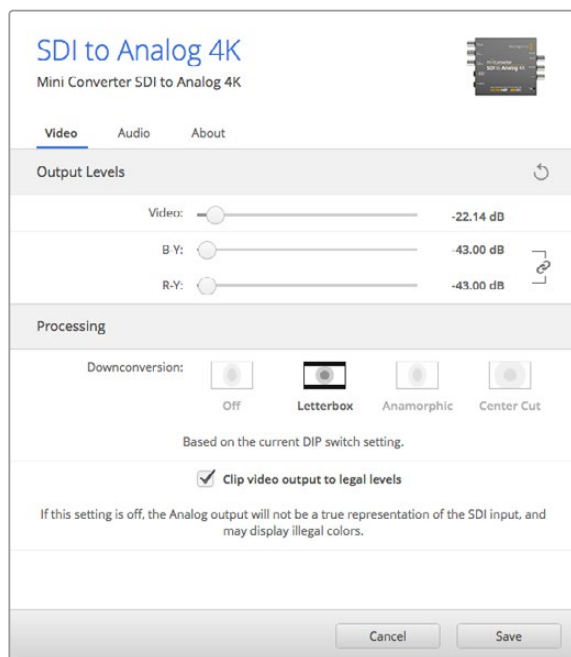 SDI to Analog 4K
Mini Converter SDI to Analog 4K
Video Audio About
Output Levels
Video: -22.14 dB
B-Y: -43.00 dB
R-Y: -43.00 dB
Processing
Downconversion:
Off Letterbox Anamorphic Center Cut
Based on the current DIP switch setting.
Clip video output to legal levels
If this setting is off, the Analog output will not be a true representation of the SDI input, and
may display illegal colors.
Cancel Save